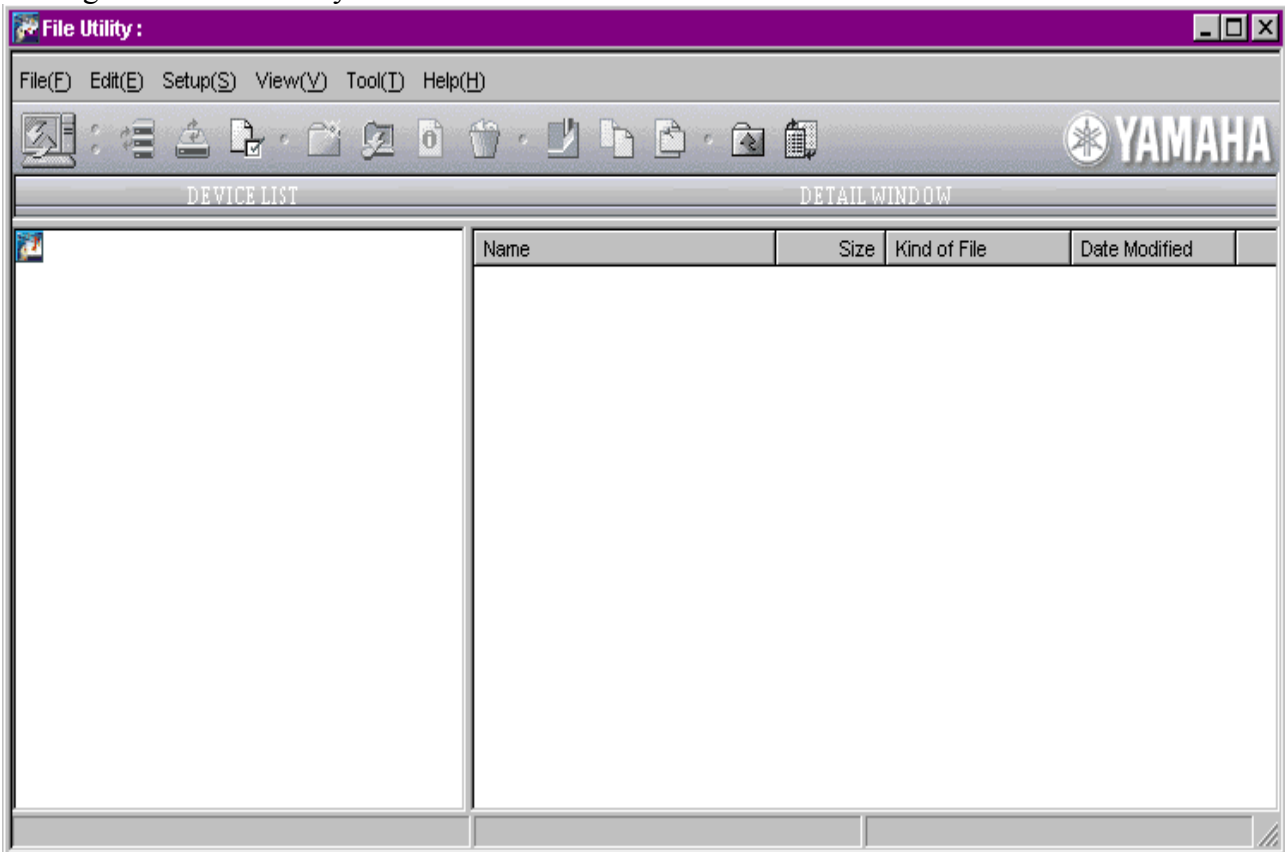 File Utility :
File(F) Edit(E) Setup(S) View(V) Tool(T) Help(H)
YAMAHA
DEVICE LIST DETAIL WINDOW
Name Size Kind of File Date Modified